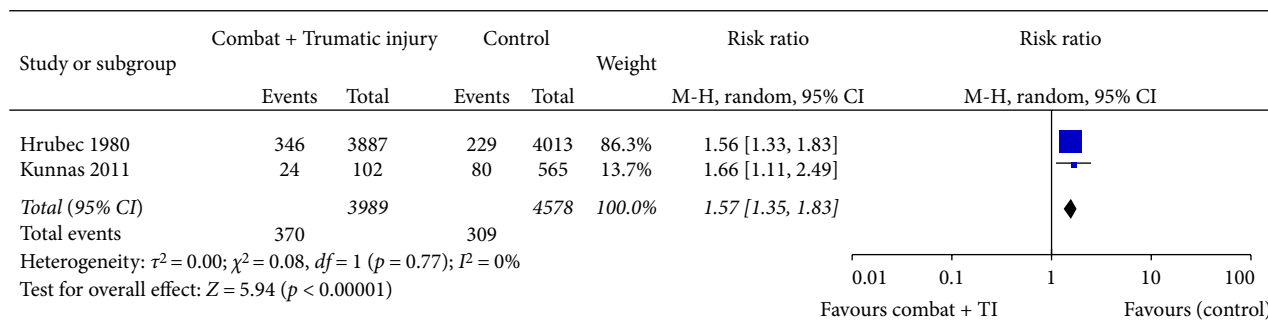 Study or subgroup Combat + Trumatic injury Control Weight Risk ratio Risk ratio
Events Total Events Total M-H, random, 95% CI M-H, random, 95% CI
Hrubec 1980 346 3887 229 4013 86.3% 1.56 [1.33, 1.83]
Kunnas 2011 24 102 80 565 13.7% 1.66 [1.11, 2.49]
Total (95% CI) 3989 4578 100.0% 1.57 [1.35, 1.83]
Total events 370 309
Heterogeneity: τ² = 0.00; χ² = 0.08, df = 1 (p = 0.77); I² = 0%
Test for overall effect: Z = 5.94 (p < 0.00001)
0.01 0.1 1 10 100
Favours combat + TI Favours (control)